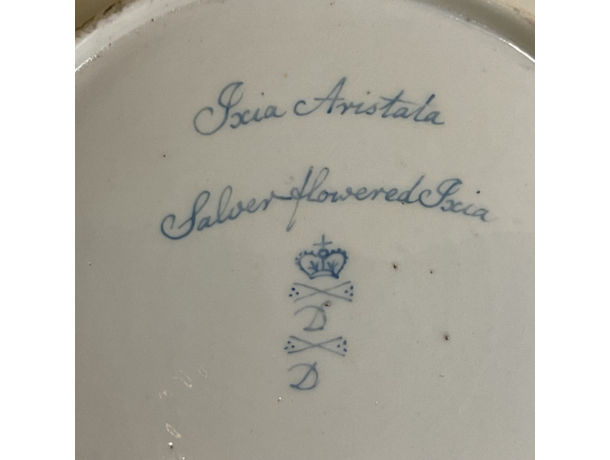 Ixia Aristata
Salver-flowered Ixia
D
D